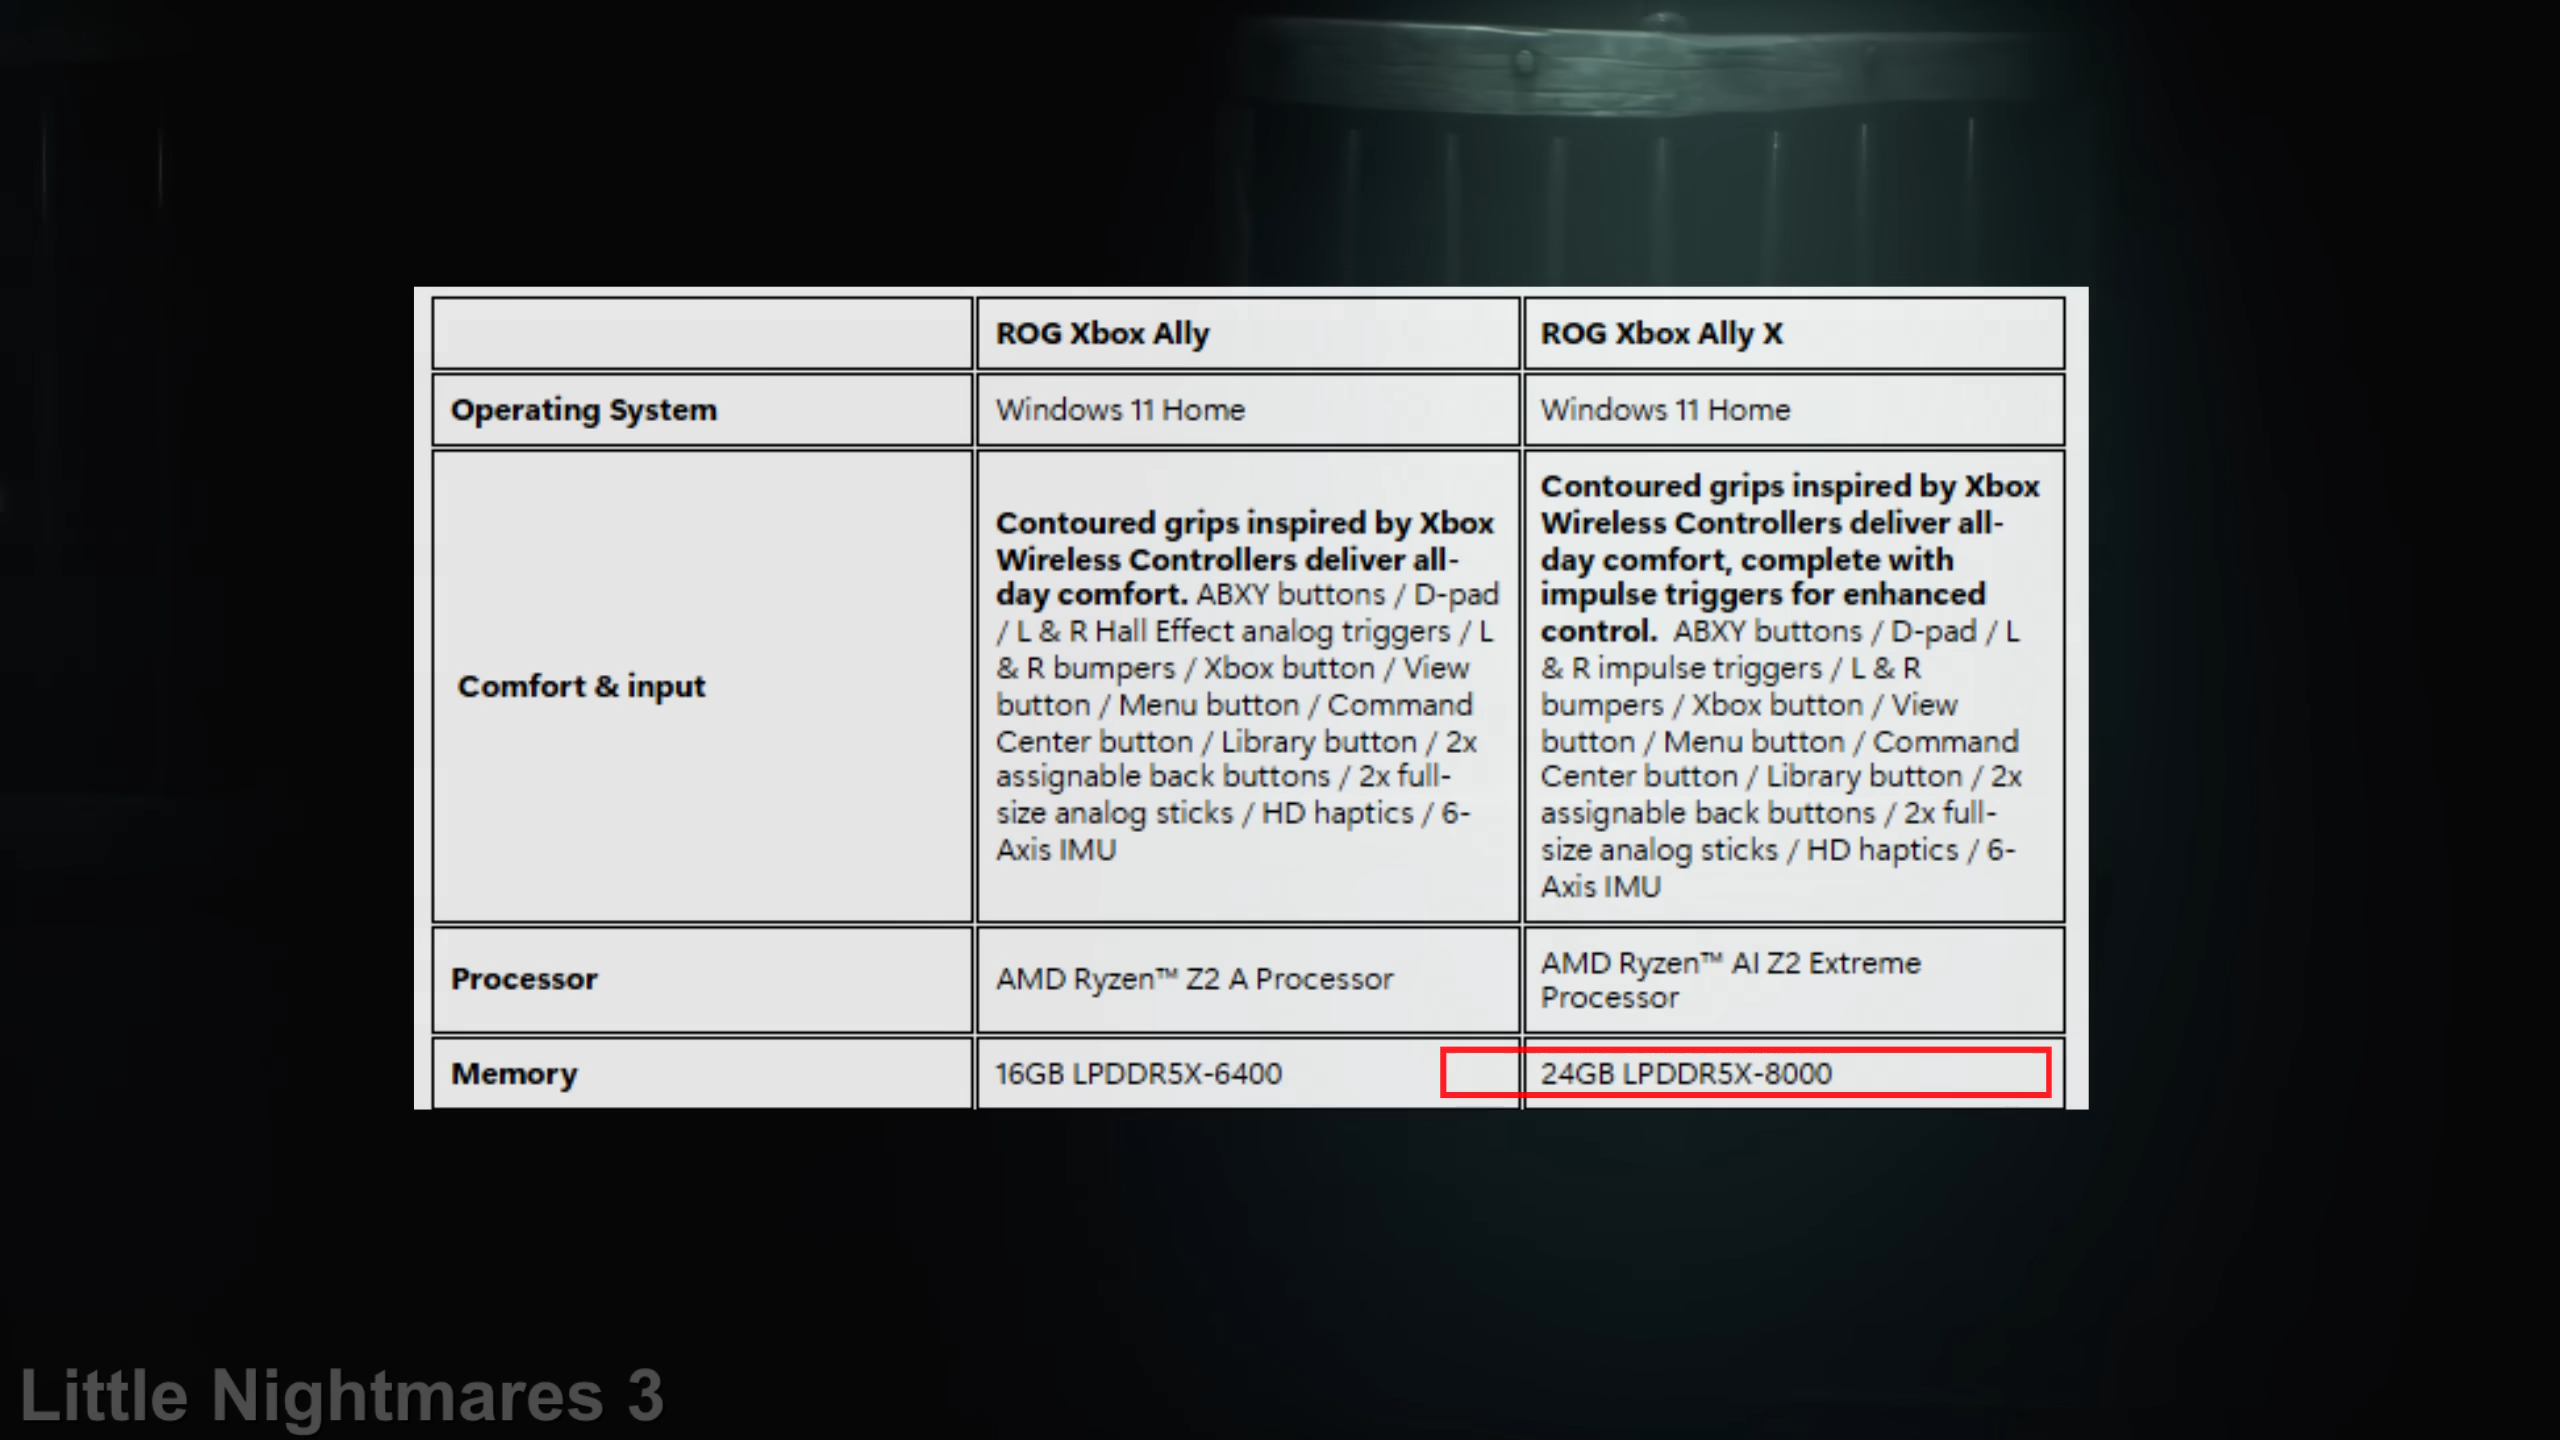 ROG Xbox Ally
ROG Xbox Ally X
Operating System
Windows 11 Home
Windows 11 Home
Comfort & input
Contoured grips inspired by Xbox
Wireless Controllers deliver all-
day comfort. ABXY buttons / D-pad
/ L & R Hall Effect analog triggers / L
& R bumpers / Xbox button / View
button / Menu button / Command
Center button / Library button / 2x
assignable back buttons / 2x full-
size analog sticks / HD haptics / 6-
Axis IMU
Contoured grips inspired by Xbox
Wireless Controllers deliver all-
day comfort, complete with
impulse triggers for enhanced
control. ABXY buttons / D-pad / L
& R impulse triggers / L & R
bumpers / Xbox button / View
button / Menu button / Command
Center button / Library button / 2x
assignable back buttons / 2x full-
size analog sticks / HD haptics / 6-
Axis IMU
Processor
AMD Ryzen™ Z2 A Processor
AMD Ryzen™ AI Z2 Extreme
Processor
Memory
16GB LPDDR5X-6400
24GB LPDDR5X-8000
Little Nightmares 3